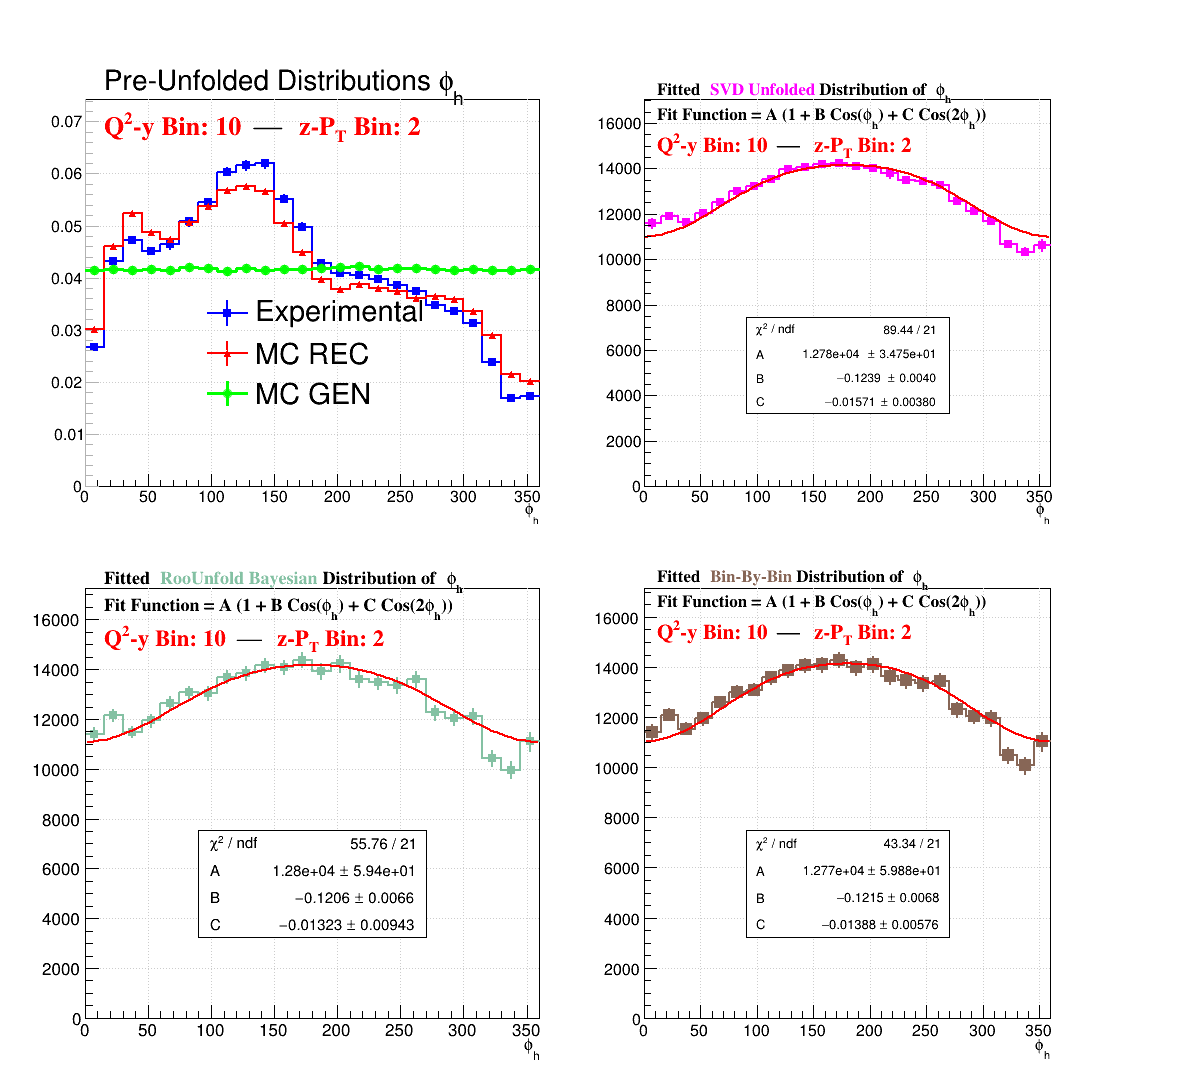 Pre-Unfolded Distributions ϕh
Q²-y Bin: 10 — z-PT Bin: 2
0.07
0.06
0.05
0.04
0.03
0.02
0.01
0
Experimental
MC REC
MC GEN
0 50 100 150 200 250 300 350
ϕh
Fitted SVD Unfolded Distribution of ϕh
Fit Function = A (1 + B Cos(ϕh) + C Cos(2ϕh))
Q²-y Bin: 10 — z-PT Bin: 2
16000
14000
12000
10000
8000
6000
4000
2000
0
χ² / ndf 89.44 / 21
A 1.278e+04 ± 3.475e+01
B −0.1239 ± 0.0040
C −0.01571 ± 0.00380
0 50 100 150 200 250 300 350
ϕh
Fitted RooUnfold Bayesian Distribution of ϕh
Fit Function = A (1 + B Cos(ϕh) + C Cos(2ϕh))
Q²-y Bin: 10 — z-PT Bin: 2
16000
14000
12000
10000
8000
6000
4000
2000
0
χ² / ndf 55.76 / 21
A 1.28e+04 ± 5.94e+01
B −0.1206 ± 0.0066
C −0.01323 ± 0.00943
0 50 100 150 200 250 300 350
ϕh
Fitted Bin-By-Bin Distribution of ϕh
Fit Function = A (1 + B Cos(ϕh) + C Cos(2ϕh))
Q²-y Bin: 10 — z-PT Bin: 2
16000
14000
12000
10000
8000
6000
4000
2000
0
χ² / ndf 43.34 / 21
A 1.277e+04 ± 5.988e+01
B −0.1215 ± 0.0068
C −0.01388 ± 0.00576
0 50 100 150 200 250 300 350
ϕh